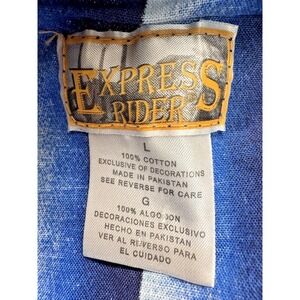 EXPRESS
RIDER
L
100% COTTON
EXCLUSIVE OF DECORATIONS
MADE IN PAKISTAN
SEE REVERSE FOR CARE
G
100% ALGODON
DECORACIONES EXCLUSIVO
HECHO EN PAKISTAN
VER AL REVERSO PARA
EL CUIDADO